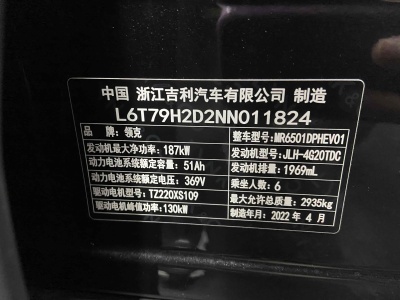 中国 浙江吉利汽车有限公司 制造
L6T79H2D2NN011824
品 牌：领克 整车型号：MR6501DPHEV01
发动机最大净功率：187kW 发动机型号：JLH-4G20TDC
动力电池系统额定容量：51Ah 发动机排量：1969mL
动力电池系统额定电压：369V 乘坐人数：6
驱动电机型号：TZ220XS109 最大允许总质量：2935kg
驱动电机峰值功率：130kW 制造年月：2022 年 4 月